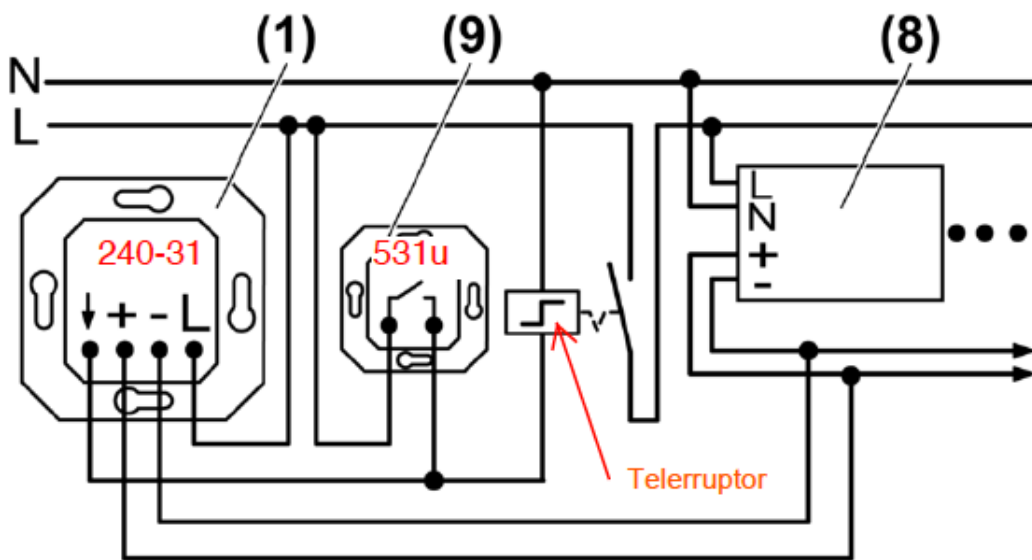 (1) (9) (8)
N
L
240-31 531u
L
N
+
-
↓ + - L
Telerruptor